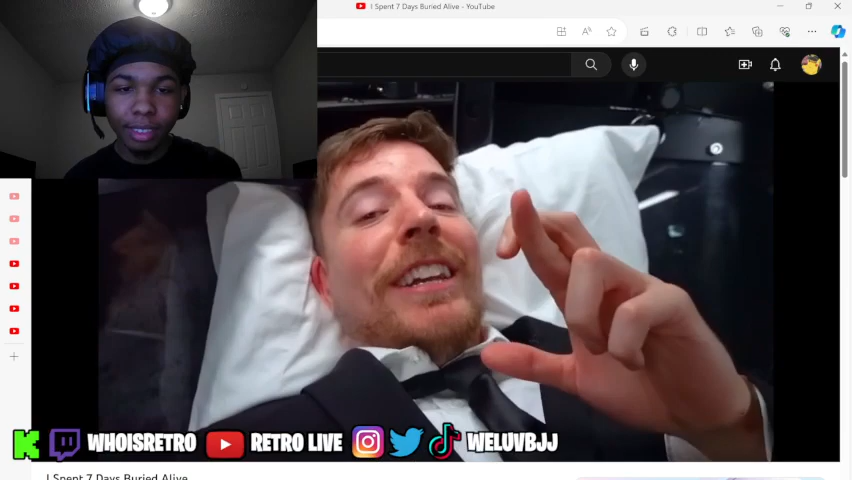 I Spent 7 Days Buried Alive - YouTube
WHOISRETRO RETRO LIVE WELUVBJJ
I Spent 7 Days Buried Alive